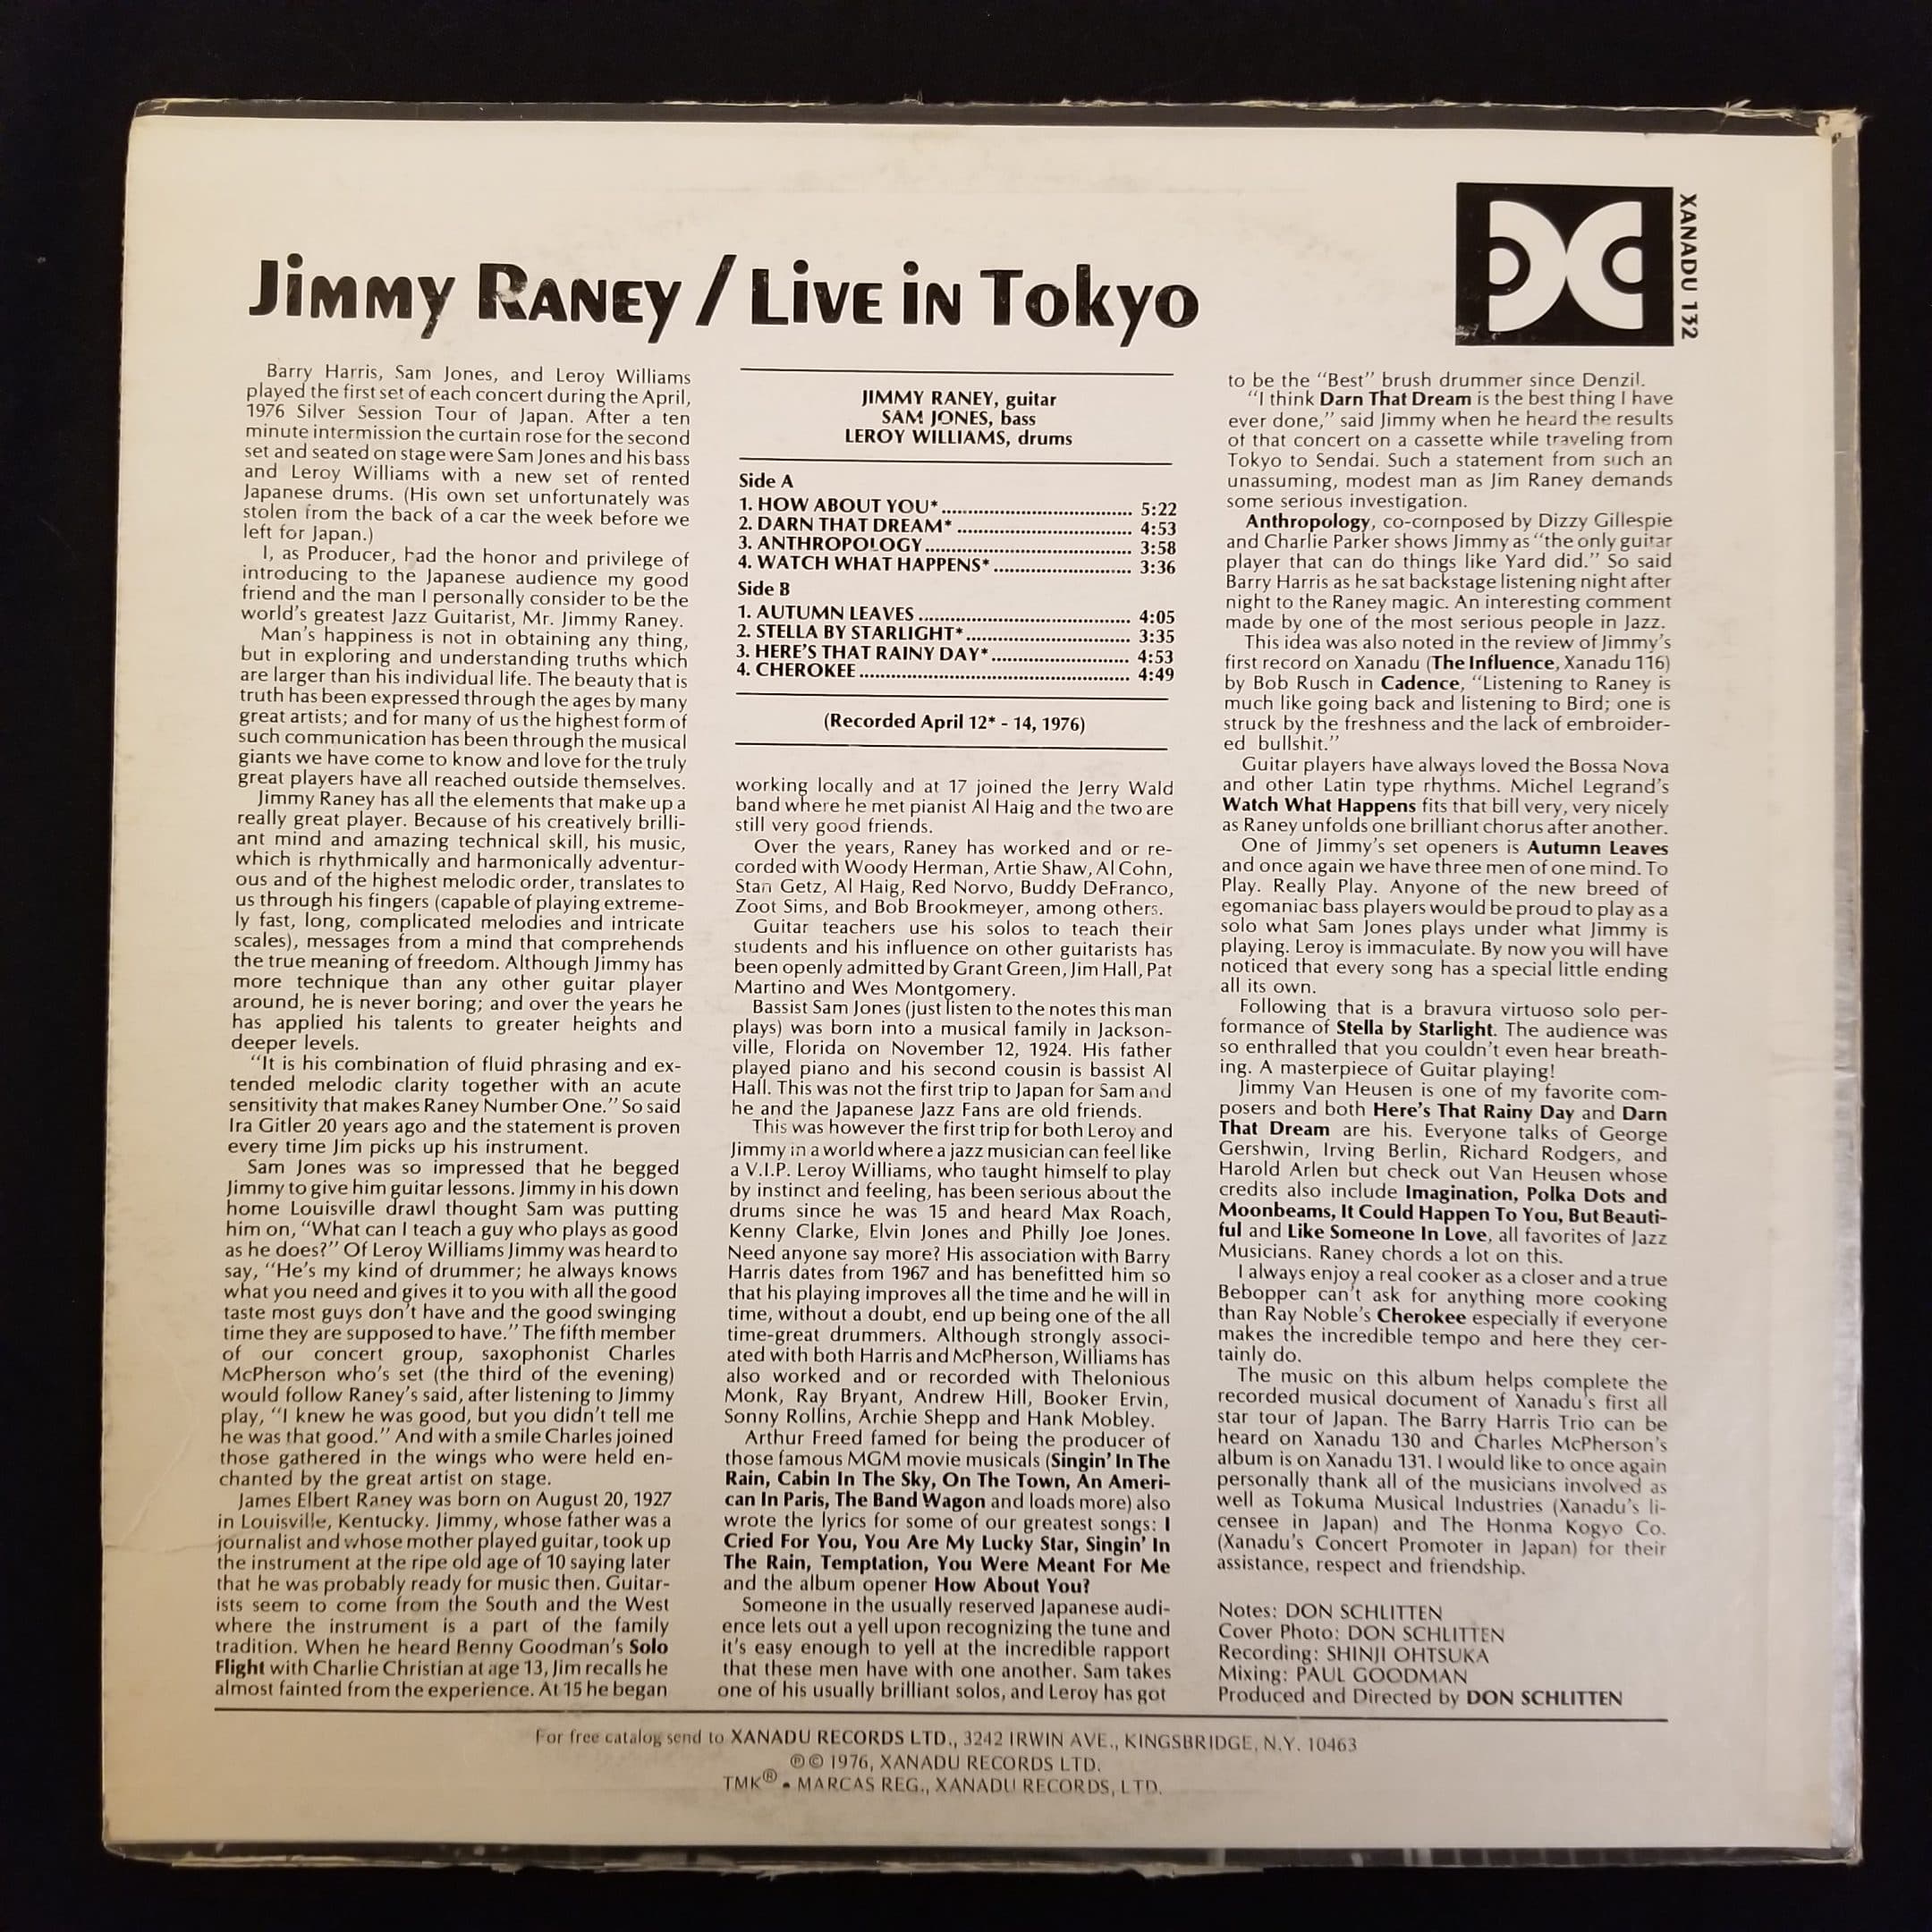 Jimmy Raney / Live in Tokyo
XANADU 132
Barry Harris, Sam Jones, and Leroy Williams
played the first set of each concert during the April,
1976 Silver Session Tour of Japan. After a ten
minute intermission the curtain rose for the second
set and seated on stage were Sam Jones and his bass
and Leroy Williams with a new set of rented
Japanese drums. (His own set unfortunately was
stolen from the back of a car the week before we
left for Japan.)
I, as Producer, had the honor and privilege of
introducing to the Japanese audience my good
friend and the man I personally consider to be the
world's greatest Jazz Guitarist, Mr. Jimmy Raney.
Man's happiness is not in obtaining any thing,
but in exploring and understanding truths which
are larger than his individual life. The beauty that is
truth has been expressed through the ages by many
great artists; and for many of us the highest form of
such communication has been through the musical
giants we have come to know and love for the truly
great players have all reached outside themselves.
Jimmy Raney has all the elements that make up a
really great player. Because of his creatively brilli-
ant mind and amazing technical skill, his music,
which is rhythmically and harmonically adventur-
ous and of the highest melodic order, translates to
us through his fingers (capable of playing extreme-
ly fast, long, complicated melodies and intricate
scales), messages from a mind that comprehends
the true meaning of freedom. Although Jimmy has
more technique than any other guitar player
around, he is never boring; and over the years he
has applied his talents to greater heights and
deeper levels.
"It is his combination of fluid phrasing and ex-
tended melodic clarity together with an acute
sensitivity that makes Raney Number One." So said
Ira Gitler 20 years ago and the statement is proven
every time Jim picks up his instrument.
Sam Jones was so impressed that he begged
Jimmy to give him guitar lessons. Jimmy in his down
home Louisville drawl thought Sam was putting
him on, "What can I teach a guy who plays as good
as he does?" Of Leroy Williams Jimmy was heard to
say, "He's my kind of drummer; he always knows
what you need and gives it to you with all the good
taste most guys don't have and the good swinging
time they are supposed to have." The fifth member
of our concert group, saxophonist Charles
McPherson who's set (the third of the evening)
would follow Raney's said, after listening to Jimmy
play, "I knew he was good, but you didn't tell me
he was that good." And with a smile Charles joined
those gathered in the wings who were held en-
chanted by the great artist on stage.
James Elbert Raney was born on August 20, 1927
in Louisville, Kentucky. Jimmy, whose father was a
journalist and whose mother played guitar, took up
the instrument at the ripe old age of 10 saying later
that he was probably ready for music then. Guitar-
ists seem to come from the South and the West
where the instrument is a part of the family
tradition. When he heard Benny Goodman's Solo
Flight with Charlie Christian at age 13, Jim recalls he
almost fainted from the experience. At 15 he began
JIMMY RANEY, guitar
SAM JONES, bass
LEROY WILLIAMS, drums
Side A
1. HOW ABOUT YOU* 5:22
2. DARN THAT DREAM* 4:53
3. ANTHROPOLOGY 3:58
4. WATCH WHAT HAPPENS* 3:36
Side B
1. AUTUMN LEAVES 4:05
2. STELLA BY STARLIGHT* 3:35
3. HERE'S THAT RAINY DAY* 4:53
4. CHEROKEE 4:49
(Recorded April 12* - 14, 1976)
working locally and at 17 joined the Jerry Wald
band where he met pianist Al Haig and the two are
still very good friends.
Over the years, Raney has worked and or re-
corded with Woody Herman, Artie Shaw, Al Cohn,
Stan Getz, Al Haig, Red Norvo, Buddy DeFranco,
Zoot Sims, and Bob Brookmeyer, among others.
Guitar teachers use his solos to teach their
students and his influence on other guitarists has
been openly admitted by Grant Green, Jim Hall, Pat
Martino and Wes Montgomery.
Bassist Sam Jones (just listen to the notes this man
plays) was born into a musical family in Jackson-
ville, Florida on November 12, 1924. His father
played piano and his second cousin is bassist Al
Hall. This was not the first trip to Japan for Sam and
he and the Japanese Jazz Fans are old friends.
This was however the first trip for both Leroy and
Jimmy in a world where a jazz musician can feel like
a V.I.P. Leroy Williams, who taught himself to play
by instinct and feeling, has been serious about the
drums since he was 15 and heard Max Roach,
Kenny Clarke, Elvin Jones and Philly Joe Jones.
Need anyone say more? His association with Barry
Harris dates from 1967 and has benefitted him so
that his playing improves all the time and he will in
time, without a doubt, end up being one of the all
time-great drummers. Although strongly associ-
ated with both Harris and McPherson, Williams has
also worked and or recorded with Thelonious
Monk, Ray Bryant, Andrew Hill, Booker Ervin,
Sonny Rollins, Archie Shepp and Hank Mobley.
Arthur Freed famed for being the producer of
those famous MGM movie musicals (Singin' In The
Rain, Cabin In The Sky, On The Town, An Ameri-
can In Paris, The Band Wagon and loads more) also
wrote the lyrics for some of our greatest songs: I
Cried For You, You Are My Lucky Star, Singin' In
The Rain, Temptation, You Were Meant For Me
and the album opener How About You?
Someone in the usually reserved Japanese audi-
ence lets out a yell upon recognizing the tune and
it's easy enough to yell at the incredible rapport
that these men have with one another. Sam takes
one of his usually brilliant solos, and Leroy has got
to be the "Best" brush drummer since Denzil.
"I think Darn That Dream is the best thing I have
ever done," said Jimmy when he heard the results
of that concert on a cassette while traveling from
Tokyo to Sendai. Such a statement from such an
unassuming, modest man as Jim Raney demands
some serious investigation.
Anthropology, co-composed by Dizzy Gillespie
and Charlie Parker shows Jimmy as "the only guitar
player that can do things like Yard did." So said
Barry Harris as he sat backstage listening night after
night to the Raney magic. An interesting comment
made by one of the most serious people in Jazz.
This idea was also noted in the review of Jimmy's
first record on Xanadu (The Influence, Xanadu 116)
by Bob Rusch in Cadence, "Listening to Raney is
much like going back and listening to Bird; one is
struck by the freshness and the lack of embroider-
ed bullshit."
Guitar players have always loved the Bossa Nova
and other Latin type rhythms. Michel Legrand's
Watch What Happens fits that bill very, very nicely
as Raney unfolds one brilliant chorus after another.
One of Jimmy's set openers is Autumn Leaves
and once again we have three men of one mind. To
Play. Really Play. Anyone of the new breed of
egomaniac bass players would be proud to play as a
solo what Sam Jones plays under what Jimmy is
playing. Leroy is immaculate. By now you will have
noticed that every song has a special little ending
all its own.
Following that is a bravura virtuoso solo per-
formance of Stella by Starlight. The audience was
so enthralled that you couldn't even hear breath-
ing. A masterpiece of Guitar playing!
Jimmy Van Heusen is one of my favorite com-
posers and both Here's That Rainy Day and Darn
That Dream are his. Everyone talks of George
Gershwin, Irving Berlin, Richard Rodgers, and
Harold Arlen but check out Van Heusen whose
credits also include Imagination, Polka Dots and
Moonbeams, It Could Happen To You, But Beauti-
ful and Like Someone In Love, all favorites of Jazz
Musicians. Raney chords a lot on this.
I always enjoy a real cooker as a closer and a true
Bebopper can't ask for anything more cooking
than Ray Noble's Cherokee especially if everyone
makes the incredible tempo and here they cer-
tainly do.
The music on this album helps complete the
recorded musical document of Xanadu's first all
star tour of Japan. The Barry Harris Trio can be
heard on Xanadu 130 and Charles McPherson's
album is on Xanadu 131. I would like to once again
personally thank all of the musicians involved as
well as Tokuma Musical Industries (Xanadu's li-
censee in Japan) and The Honma Kogyo Co.
(Xanadu's Concert Promoter in Japan) for their
assistance, respect and friendship.
Notes: DON SCHLITTEN
Cover Photo: DON SCHLITTEN
Recording: SHINJI OHTSUKA
Mixing: PAUL GOODMAN
Produced and Directed by DON SCHLITTEN
For free catalog send to XANADU RECORDS LTD., 3242 IRWIN AVE., KINGSBRIDGE, N.Y. 10463
℗© 1976, XANADU RECORDS LTD.
TMK® • MARCAS REG., XANADU RECORDS, LTD.